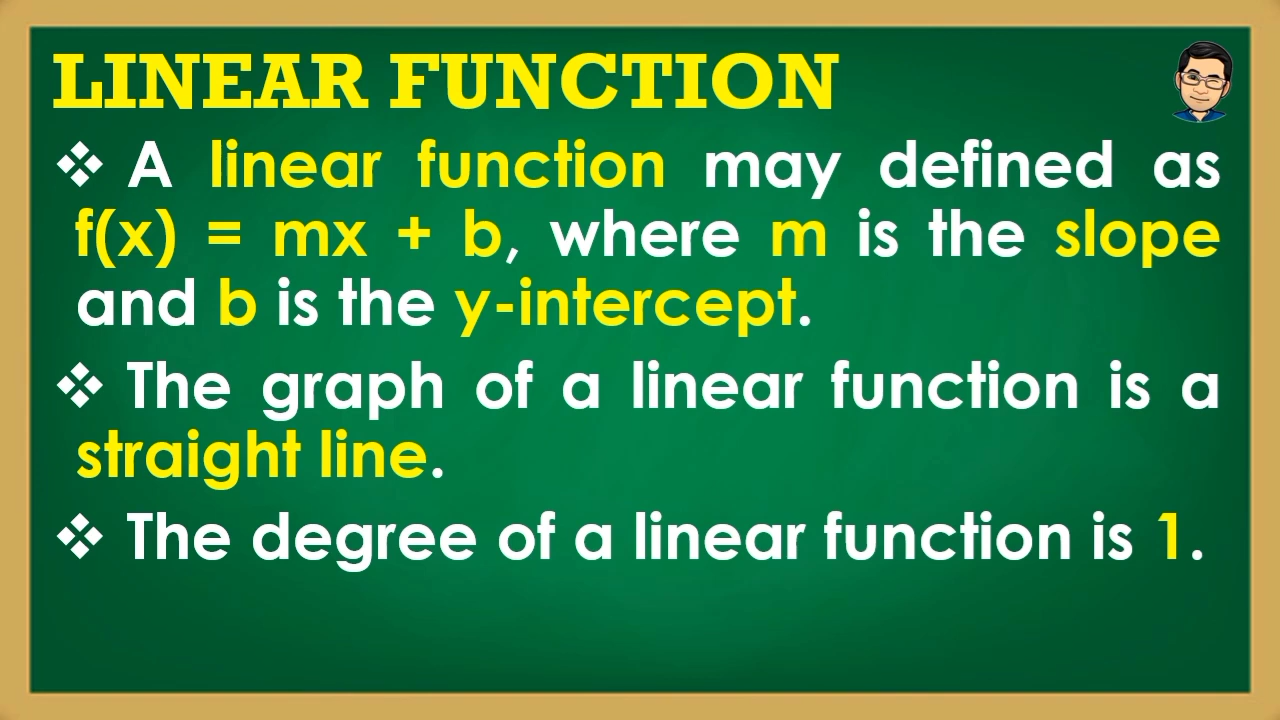 LINEAR FUNCTION
❖ A linear function may defined as
f(x) = mx + b, where m is the slope
and b is the y-intercept.
❖ The graph of a linear function is a
straight line.
❖ The degree of a linear function is 1.